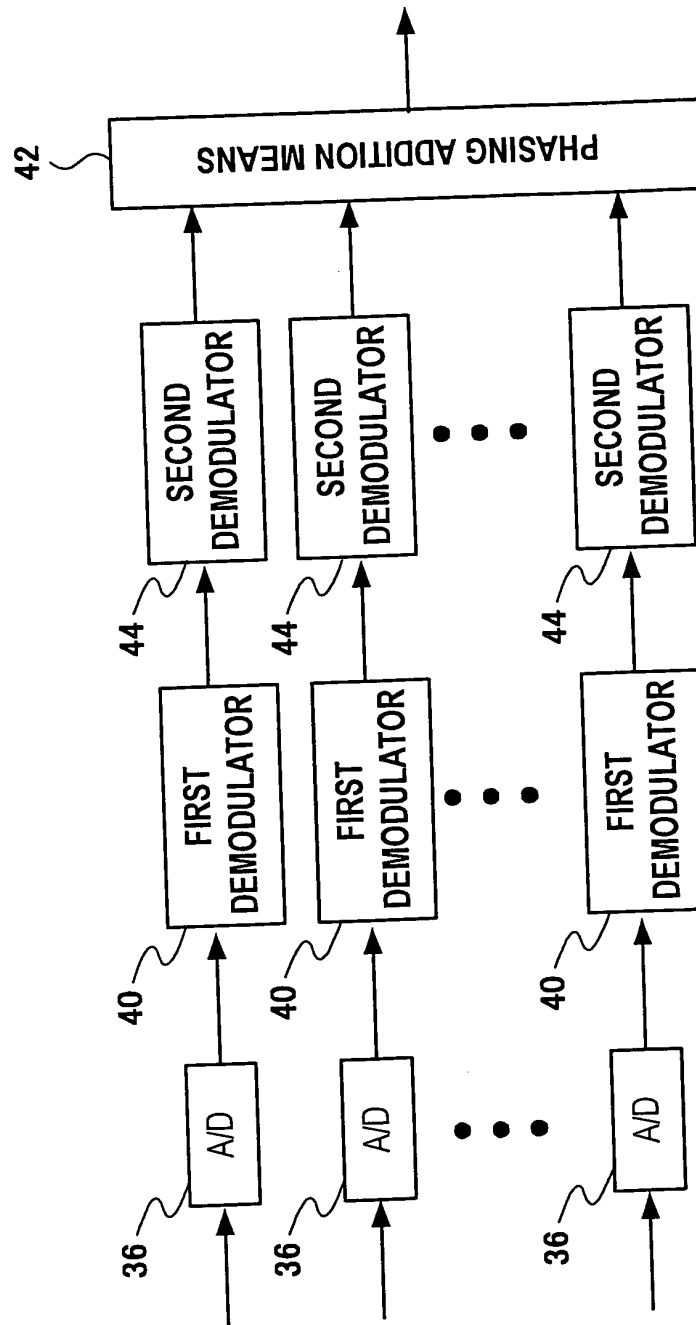 42
PHASING ADDITION MEANS
36
A/D
40
FIRST
DEMODULATOR
44
SECOND
DEMODULATOR
36
A/D
40
FIRST
DEMODULATOR
44
SECOND
DEMODULATOR
36
A/D
40
FIRST
DEMODULATOR
44
SECOND
DEMODULATOR